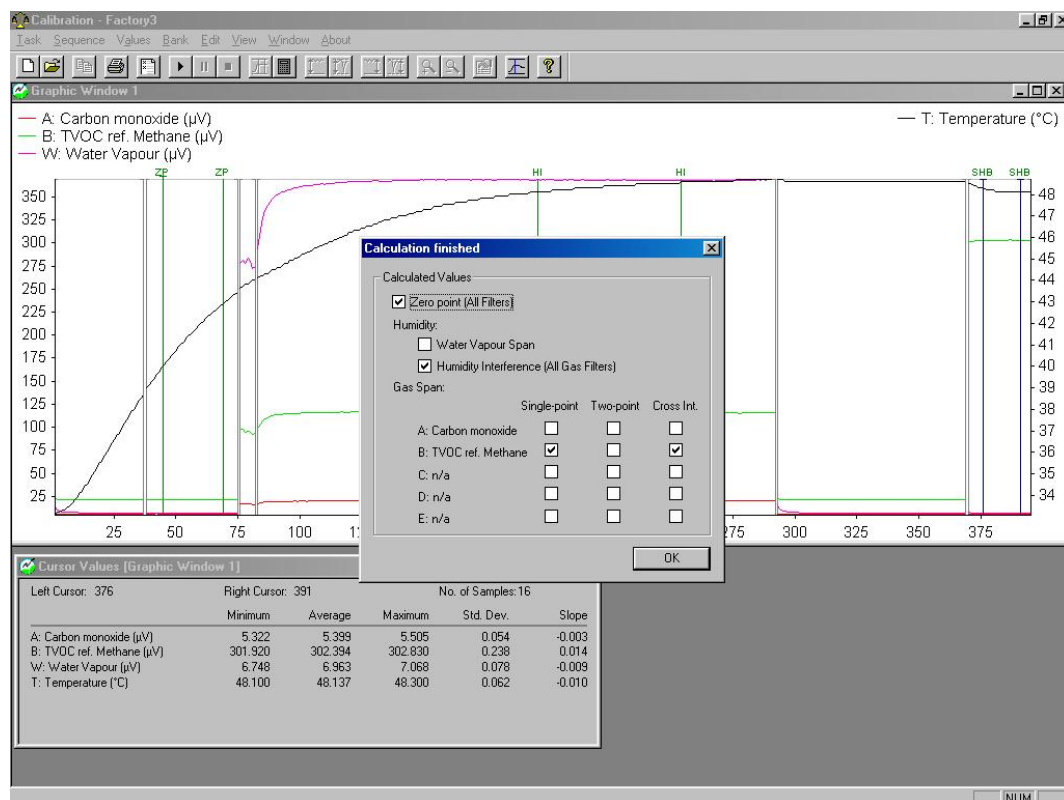 Calibration - Factory3
Task Sequence Values Bank Edit View Window About
Graphic Window 1
A: Carbon monoxide (µV)
B: TVOC ref. Methane (µV)
W: Water Vapour (µV)
T: Temperature (°C)
ZP ZP HI HI SHB SHB
350
325
300
275
250
225
200
175
150
125
100
75
50
25
48
47
46
45
44
43
42
41
40
39
38
37
36
35
34
25 50 75 100 275 300 325 350 375
Calculation finished
Calculated Values
Zero point (All Filters)
Humidity:
Water Vapour Span
Humidity Interference (All Gas Filters)
Gas Span:
Single-point Two-point Cross Int.
A: Carbon monoxide
B: TVOC ref. Methane
C: n/a
D: n/a
E: n/a
OK
Cursor Values [Graphic Window 1]
Left Cursor: 376 Right Cursor: 391 No. of Samples: 16
Minimum Average Maximum Std. Dev. Slope
A: Carbon monoxide (µV) 5.322 5.399 5.505 0.054 -0.003
B: TVOC ref. Methane (µV) 301.920 302.394 302.830 0.238 0.014
W: Water Vapour (µV) 6.748 6.963 7.068 0.078 -0.009
T: Temperature (°C) 48.100 48.137 48.300 0.062 -0.010
NUM